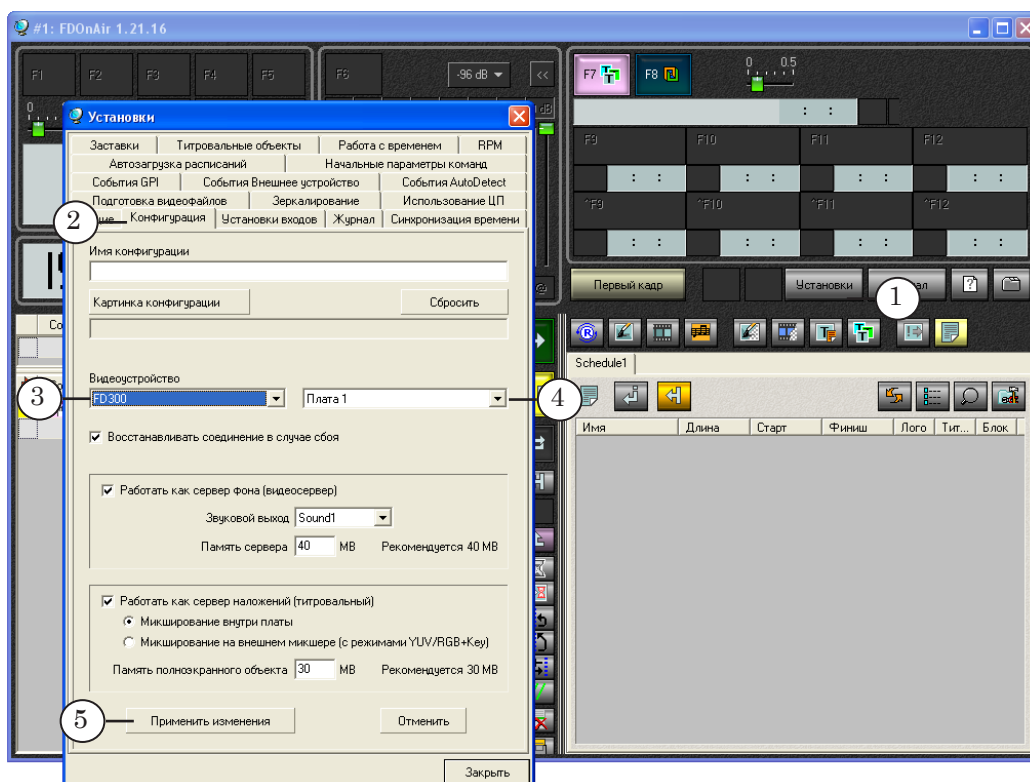 #1: FDOnAir 1.21.16
F1 F2 F3 F4 F5 F6 -96 dB <<
F7 F8 0 0.5
0
dB
: :
F9 F10 F11 F12
: : : : : : : :
^F9 ^F10 ^F11 ^F12
: : : : : : : :
Первый кадр Установки ? 
1
Schedule1
edit
Имя Длина Старт Финиш Лого Тит... Блок
Со
Установки
Заставки Титровальные объекты Работа с временем RPM
Автозагрузка расписаний Начальные параметры команд
События GPI События Внешнее устройство События AutoDetect
Подготовка видеофайлов Зеркалирование Использование ЦП
2 Конфигурация Установки входов Журнал Синхронизация времени
Имя конфигурации
Картинка конфигурации Сбросить
Видеоустройство
3 FD300 Плата 1 4
Восстанавливать соединение в случае сбоя
Работать как сервер фона (видеосервер)
Звуковой выход Sound1
Память сервера 40 MB Рекомендуется 40 MB
Работать как сервер наложений (титровальный)
Микширование внутри платы
Микширование на внешнем микшере (с режимами YUV/RGB+Key)
Память полноэкранного объекта 30 MB Рекомендуется 30 MB
5 Применить изменения Отменить
Закрыть